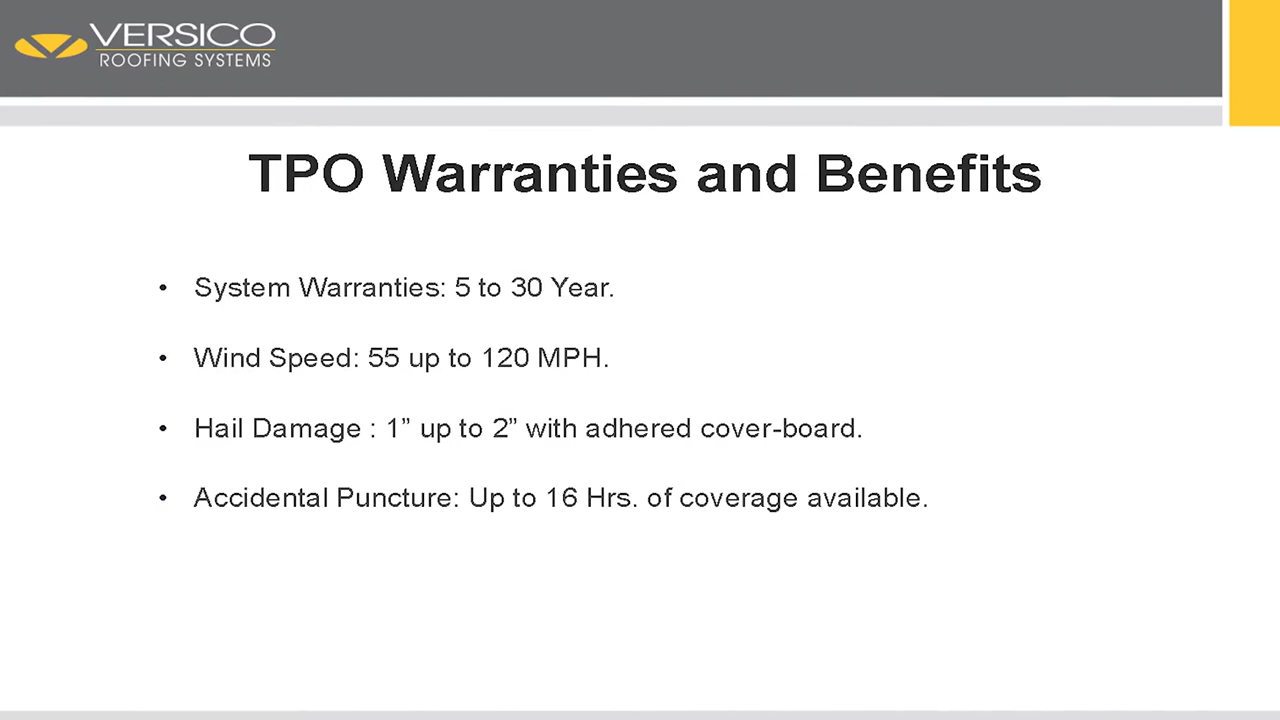 VERSICO
ROOFING SYSTEMS
TPO Warranties and Benefits
• System Warranties: 5 to 30 Year.
• Wind Speed: 55 up to 120 MPH.
• Hail Damage : 1” up to 2” with adhered cover-board.
• Accidental Puncture: Up to 16 Hrs. of coverage available.